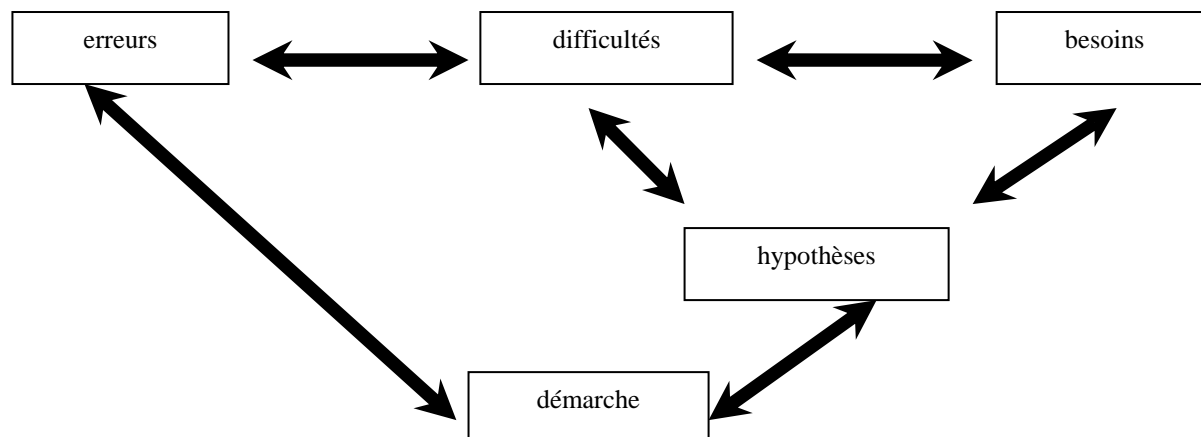 erreurs
difficultés
besoins
hypothèses
démarche